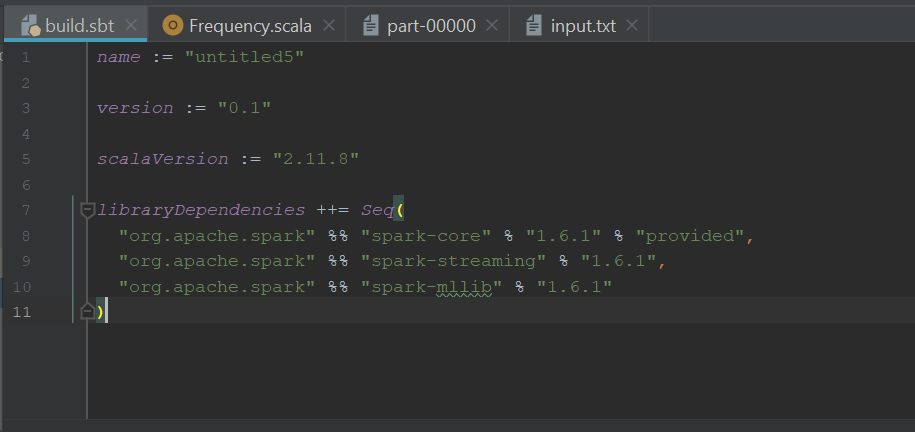 build.sbt Frequency.scala part-00000 input.txt
1 name := "untitled5"
2
3 version := "0.1"
4
5 scalaVersion := "2.11.8"
6
7 libraryDependencies ++= Seq(
8 "org.apache.spark" %% "spark-core" % "1.6.1" % "provided",
9 "org.apache.spark" %% "spark-streaming" % "1.6.1",
10 "org.apache.spark" %% "spark-mllib" % "1.6.1"
11 )